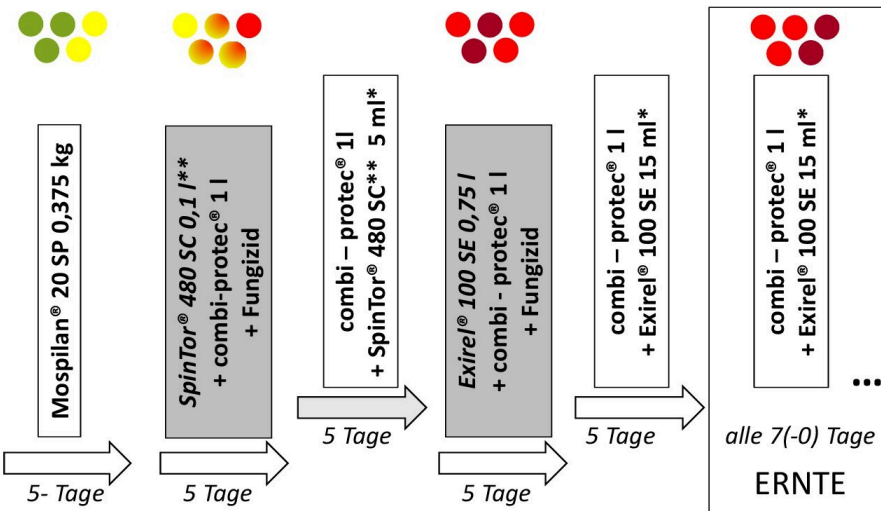 Mospilan® 20 SP 0,375 kg
SpinTor® 480 SC 0,1 l**
+ combi-protec® 1 l
+ Fungizid
combi – protec® 1l
+ SpinTor® 480 SC** 5 ml*
Exirel® 100 SE 0,75 l
+ combi - protec® 1 l
+ Fungizid
combi – protec® 1 l
+ Exirel® 100 SE 15 ml*
combi – protec® 1 l
+ Exirel® 100 SE 15 ml*
...
5- Tage
5 Tage
5 Tage
5 Tage
5 Tage
alle 7(-0) Tage
ERNTE